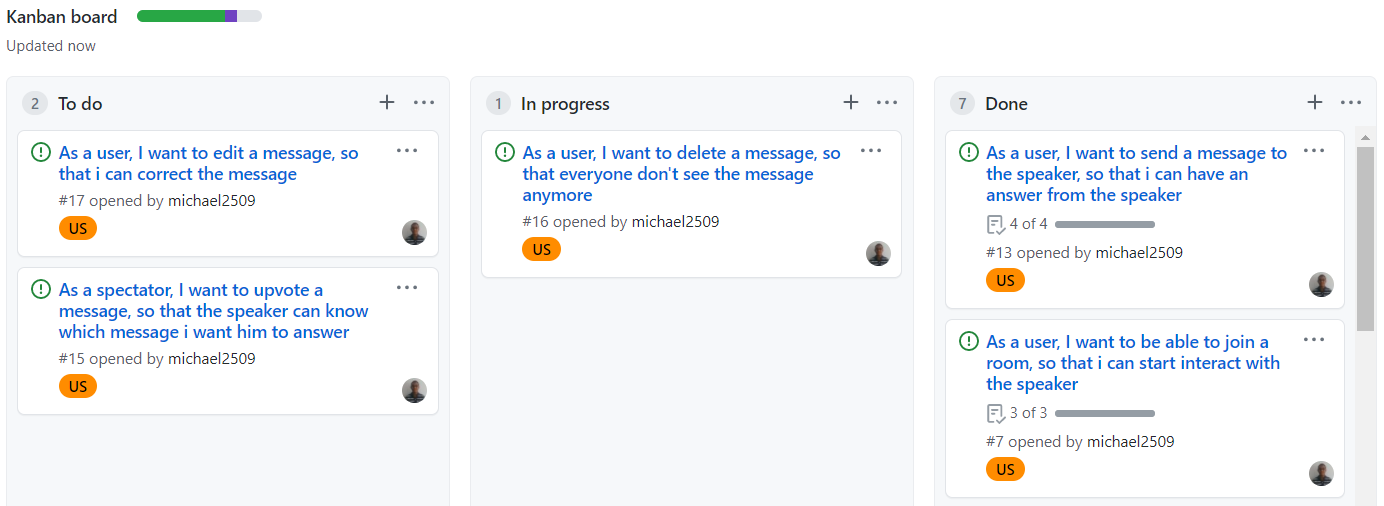 Kanban board
Updated now
2 To do
As a user, I want to edit a message, so
that i can correct the message
#17 opened by michael2509
US
As a spectator, I want to upvote a
message, so that the speaker can know
which message i want him to answer
#15 opened by michael2509
US
1 In progress
As a user, I want to delete a message, so
that everyone don't see the message
anymore
#16 opened by michael2509
US
7 Done
As a user, I want to send a message to
the speaker, so that i can have an
answer from the speaker
4 of 4
#13 opened by michael2509
US
As a user, I want to be able to join a
room, so that i can start interact with
the speaker
3 of 3
#7 opened by michael2509
US